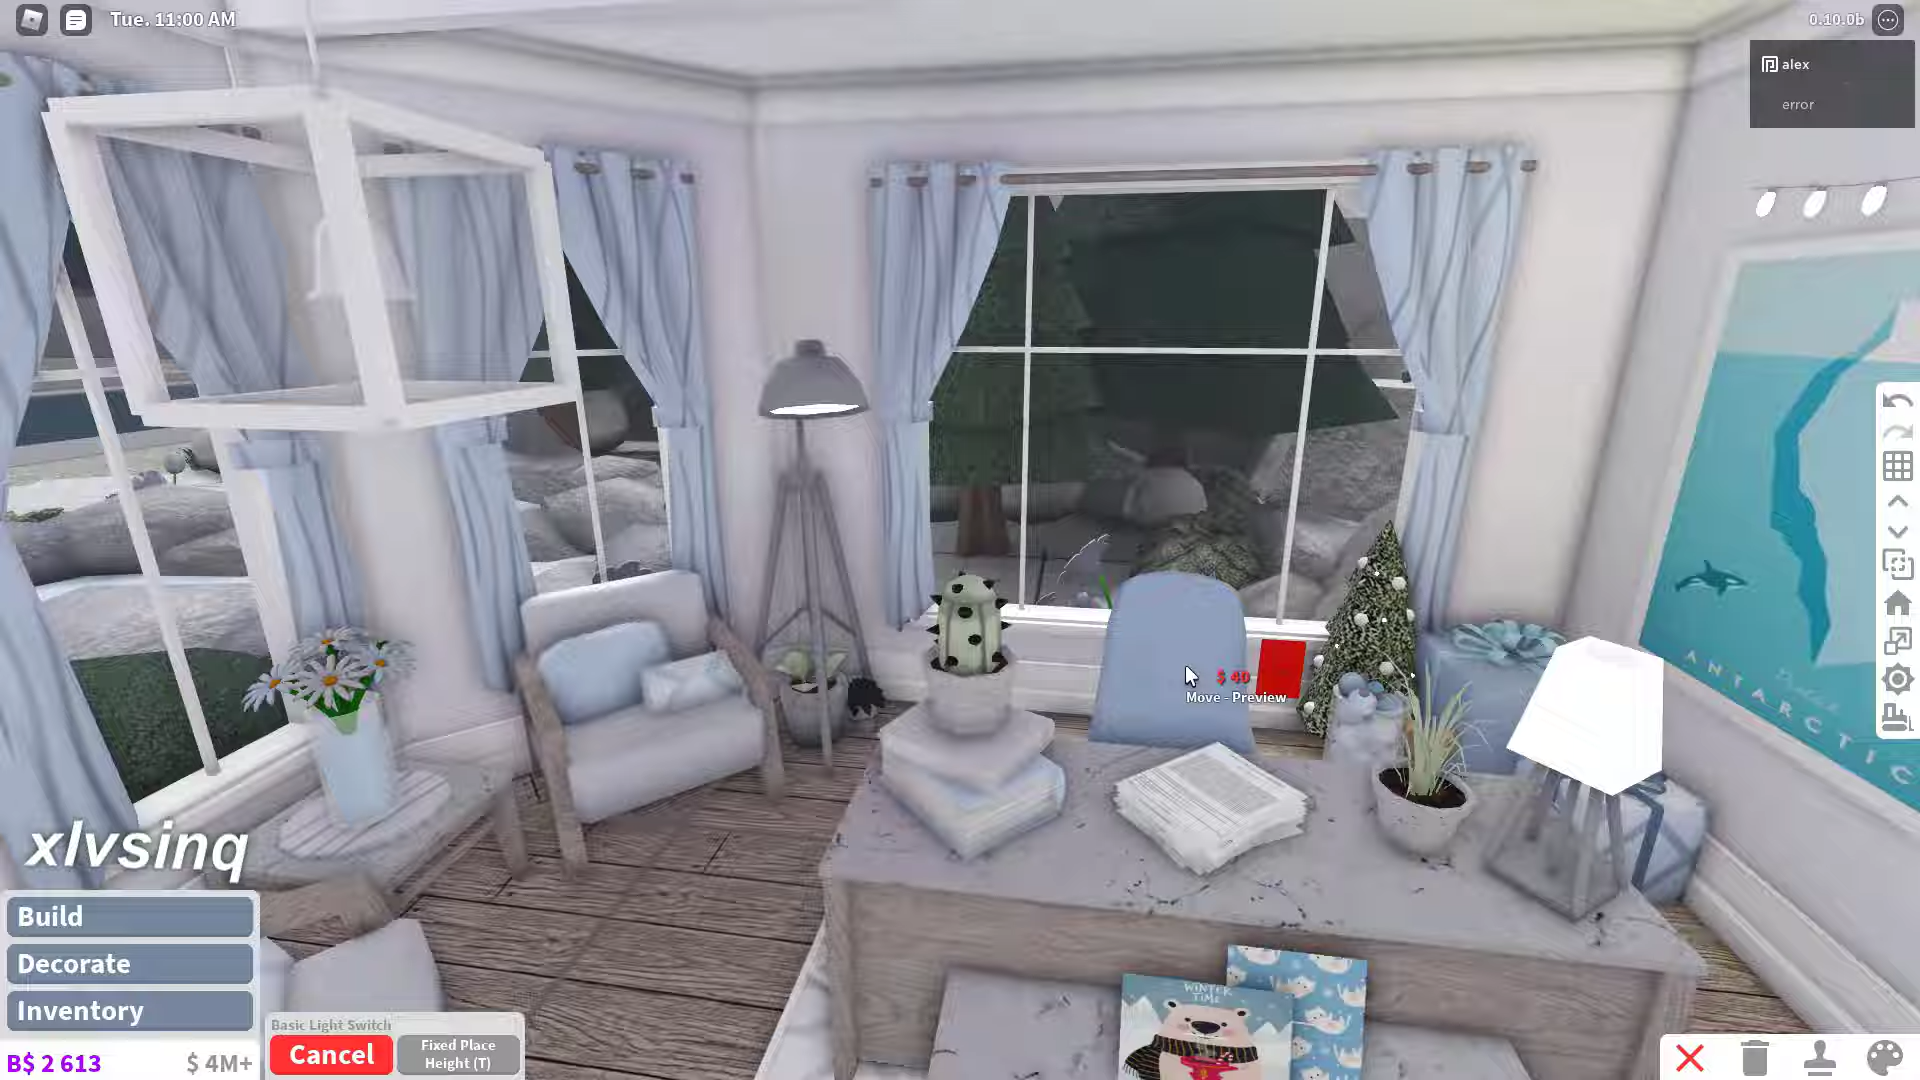 Tue. 11:00 AM
0.10.0b
alex
error
ANTARCTIC
$ 40
Move - Preview
xlvsinq
Build
Decorate
Inventory
WINTER
TIME
Basic Light Switch
Cancel
Fixed Place
Height (T)
B$ 2 613
$ 4M+